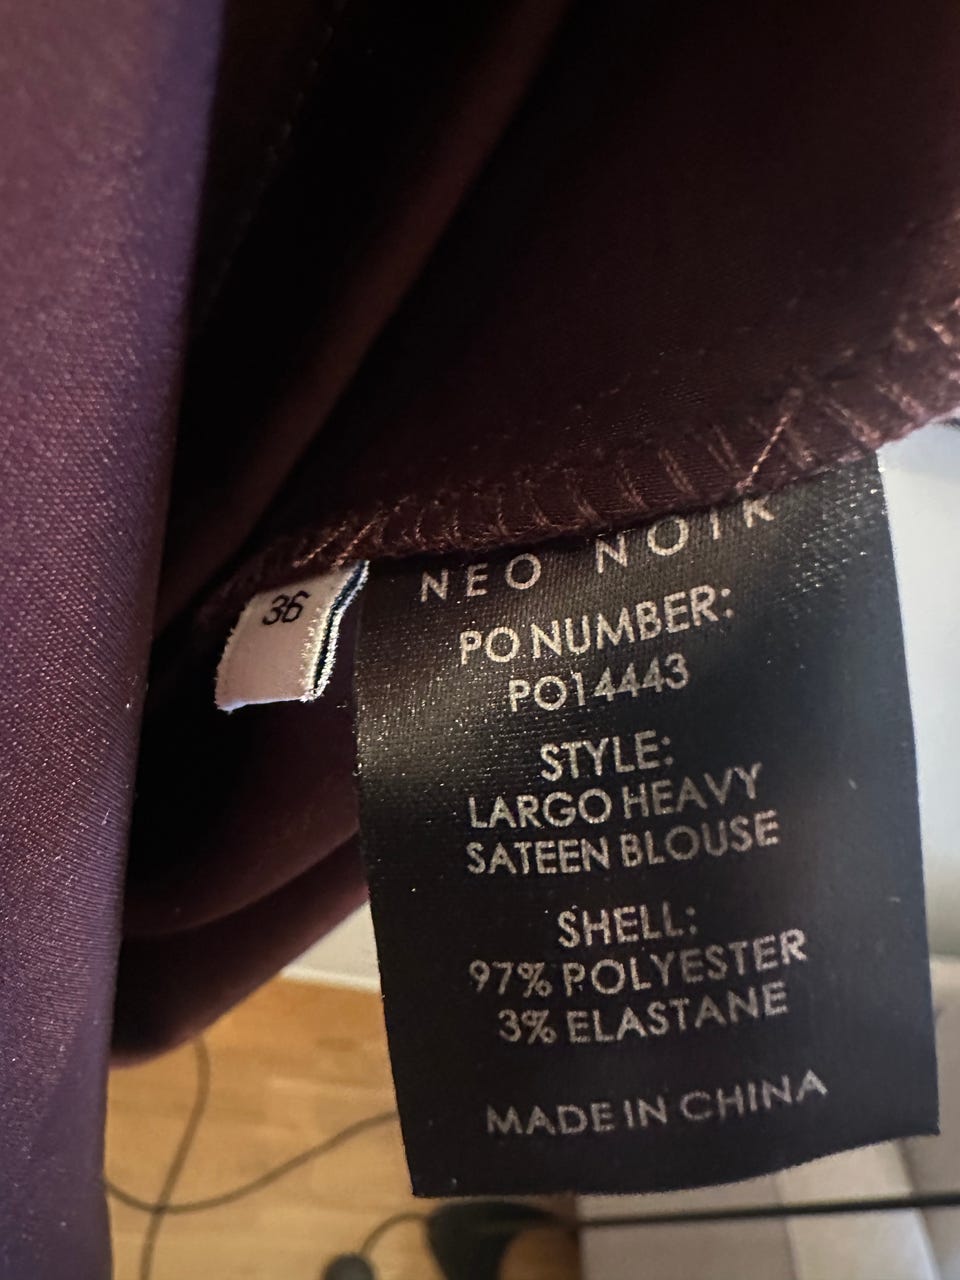 36
NEO NOIR
PO NUMBER:
PO14443
STYLE:
LARGO HEAVY
SATEEN BLOUSE
SHELL:
97% POLYESTER
3% ELASTANE
MADE IN CHINA